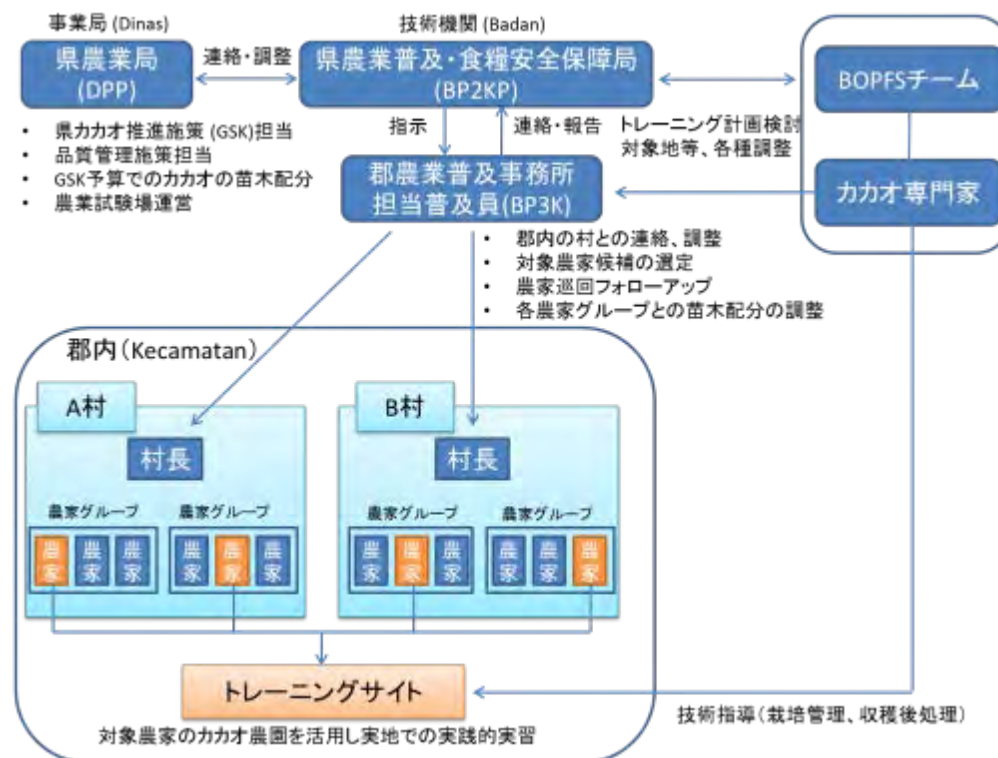 事業局 (Dinas)
技術機関 (Badan)
県農業局
(DPP)
連絡・調整
県農業普及・食糧安全保障局
(BP2KP)
BOPFSチーム
• 県カカオ推進施策 (GSK)担当
• 品質管理施策担当
• GSK予算でのカカオの苗木配分
• 農業試験場運営
指示
連絡・報告
トレーニング計画検討
対象地等、各種調整
郡農業普及事務所
担当普及員(BP3K)
カカオ専門家
• 郡内の村との連絡、調整
• 対象農家候補の選定
• 農家巡回フォローアップ
• 各農家グループとの苗木配分の調整
郡内(Kecamatan)
A村
村長
農家グループ
農家グループ
農家
農家
農家
農家
農家
農家
B村
村長
農家グループ
農家グループ
農家
農家
農家
農家
農家
農家
トレーニングサイト
対象農家のカカオ農園を活用し実地での実践的実習
技術指導(栽培管理、収穫後処理)